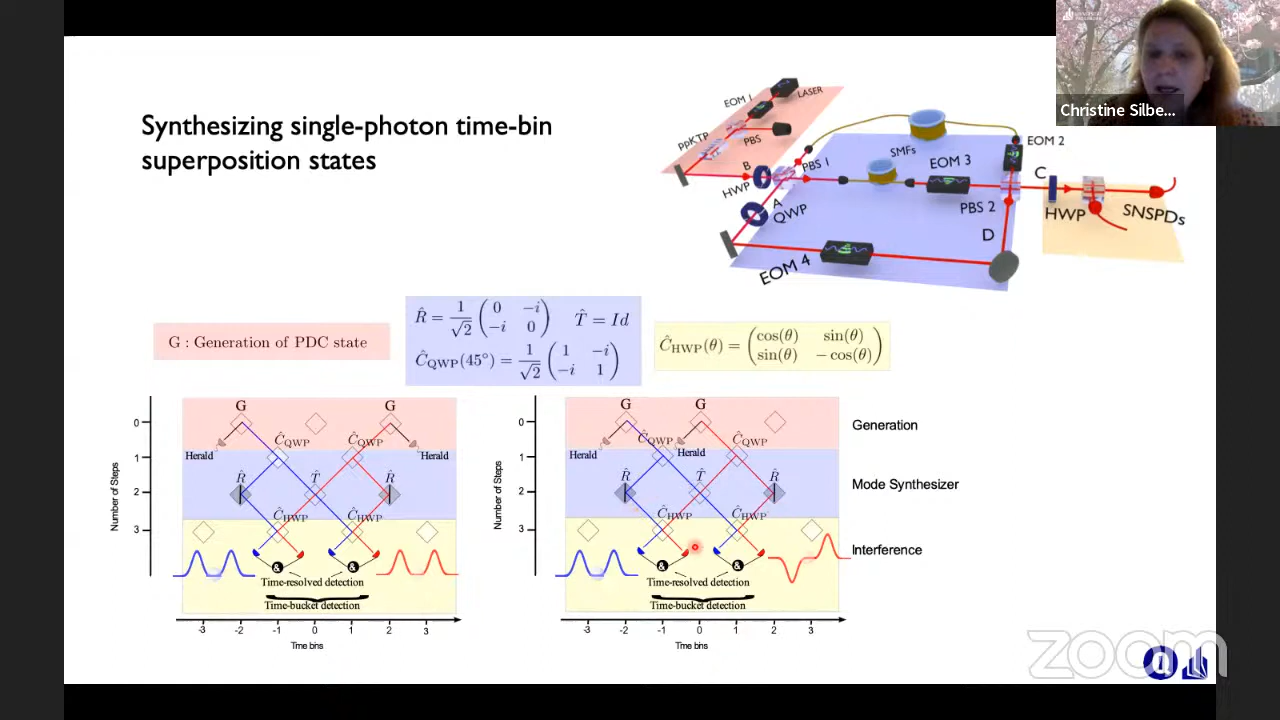 Synthesizing single-photon time-bin
superposition states
Christine Silbe...
EOM 1
LASER
ppKTP
PBS
B
HWP
PBS 1
SMFs
EOM 2
EOM 3
C
A
QWP
PBS 2
HWP
SNSPDs
D
EOM 4
G : Generation of PDC state
R̂ = 1/√2 (0 −i −i 0) T̂ = Id
Ĉ_QWP(45°) = 1/√2 (1 −i −i 1)
Ĉ_HWP(θ) = (cos(θ) sin(θ) sin(θ) −cos(θ))
Number of Steps
0
1
2
3
G G
Herald Herald
Ĉ_QWP Ĉ_QWP
R̂ T̂ R̂
Ĉ_HWP Ĉ_HWP
& &
Time-resolved detection
Time-bucket detection
-3 -2 -1 0 1 2 3
Time bins
Number of Steps
0
1
2
3
G G
Herald Herald
Ĉ_QWP Ĉ_QWP
R̂ T̂ R̂
Ĉ_HWP Ĉ_HWP
& &
Time-resolved detection
Time-bucket detection
-3 -2 -1 0 1 2 3
Time bins
Generation
Mode Synthesizer
Interference
zoom